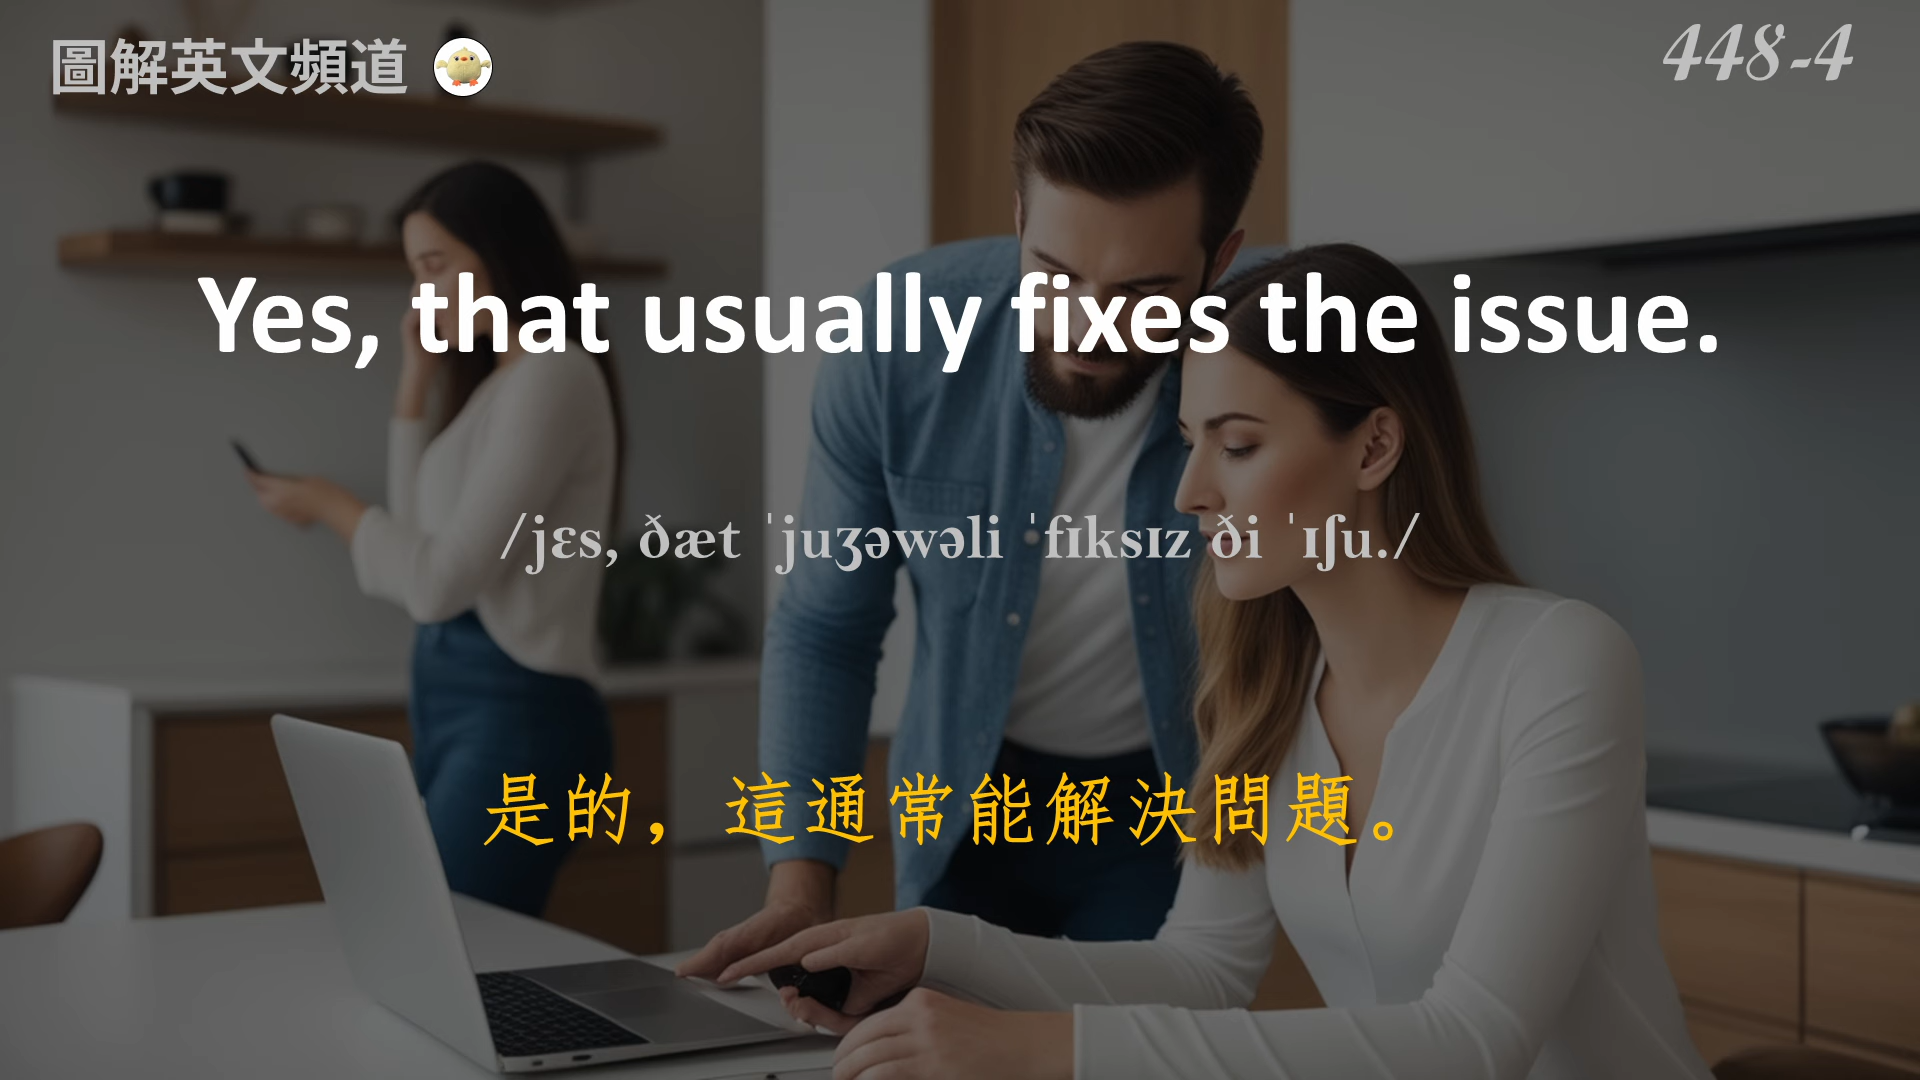 圖解英文頻道
448-4
Yes, that usually fixes the issue.
/jɛs, ðæt ˈjuʒəwəli ˈfɪksɪz ði ˈɪʃu./
是的，這通常能解決問題。